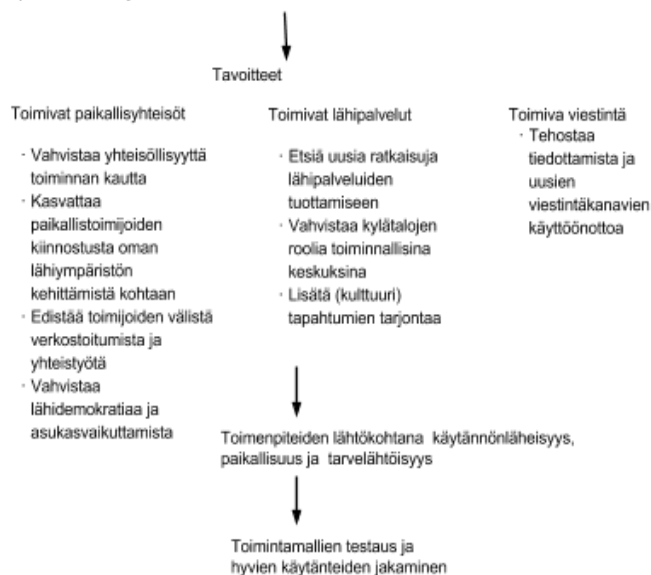 Tavoitteet
Toimivat paikallisyhteisöt
· Vahvistaa yhteisöllisyyttä
toiminnan kautta
· Kasvattaa
paikallistoimijoiden
kiinnostusta oman
lähiympäristön
kehittämistä kohtaan
· Edistää toimijoiden välistä
verkostoitumista ja
yhteistyötä
· Vahvistaa
lähidemokratiaa ja
asukasvaikuttamista
Toimivat lähipalvelut
· Etsiä uusia ratkaisuja
lähipalveluiden
tuottamiseen
· Vahvistaa kylätalojen
roolia toiminnallisina
keskuksina
· Lisätä (kulttuuri)
tapahtumien tarjontaa
Toimiva viestintä
· Tehostaa
tiedottamista ja
uusien
viestintäkanavien
käyttöönottoa
Toimenpiteiden lähtökohtana käytännönläheisyys,
paikallisuus ja tarvelähtöisyys
Toimintamallien testaus ja
hyvien käytänteiden jakaminen